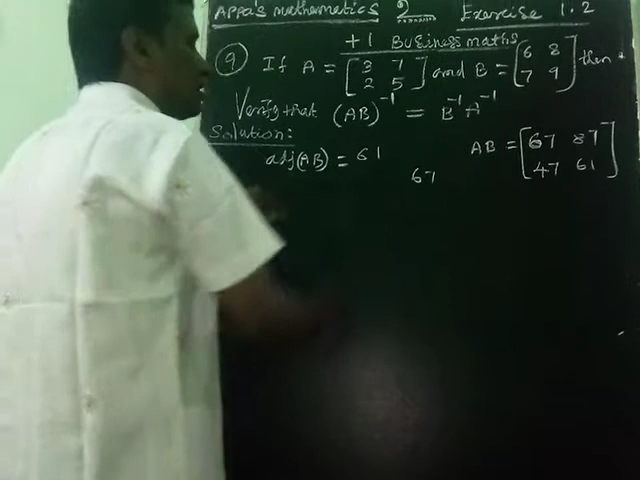 APPA's mathematics 2 Exercise 1.2
+1 Business maths
9 If A = [3 7 2 5] and B = [6 8 7 9] then
Verify that (AB)⁻¹ = B⁻¹A⁻¹
Solution:
adj(AB) = 61
67
AB = [67 87 47 61]